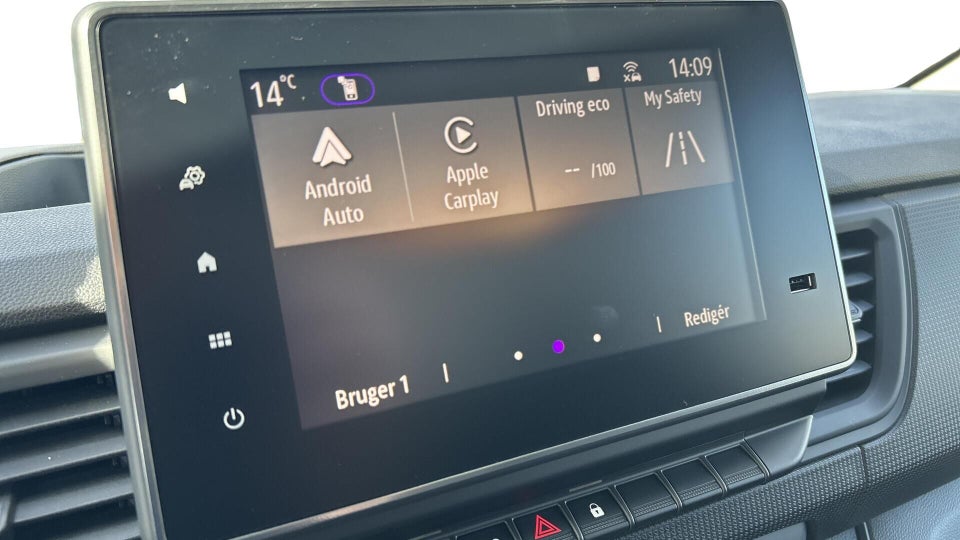 14°C
14:09
Android
Auto
Apple
Carplay
Driving eco
-- /100
My Safety
Bruger 1
Redigér